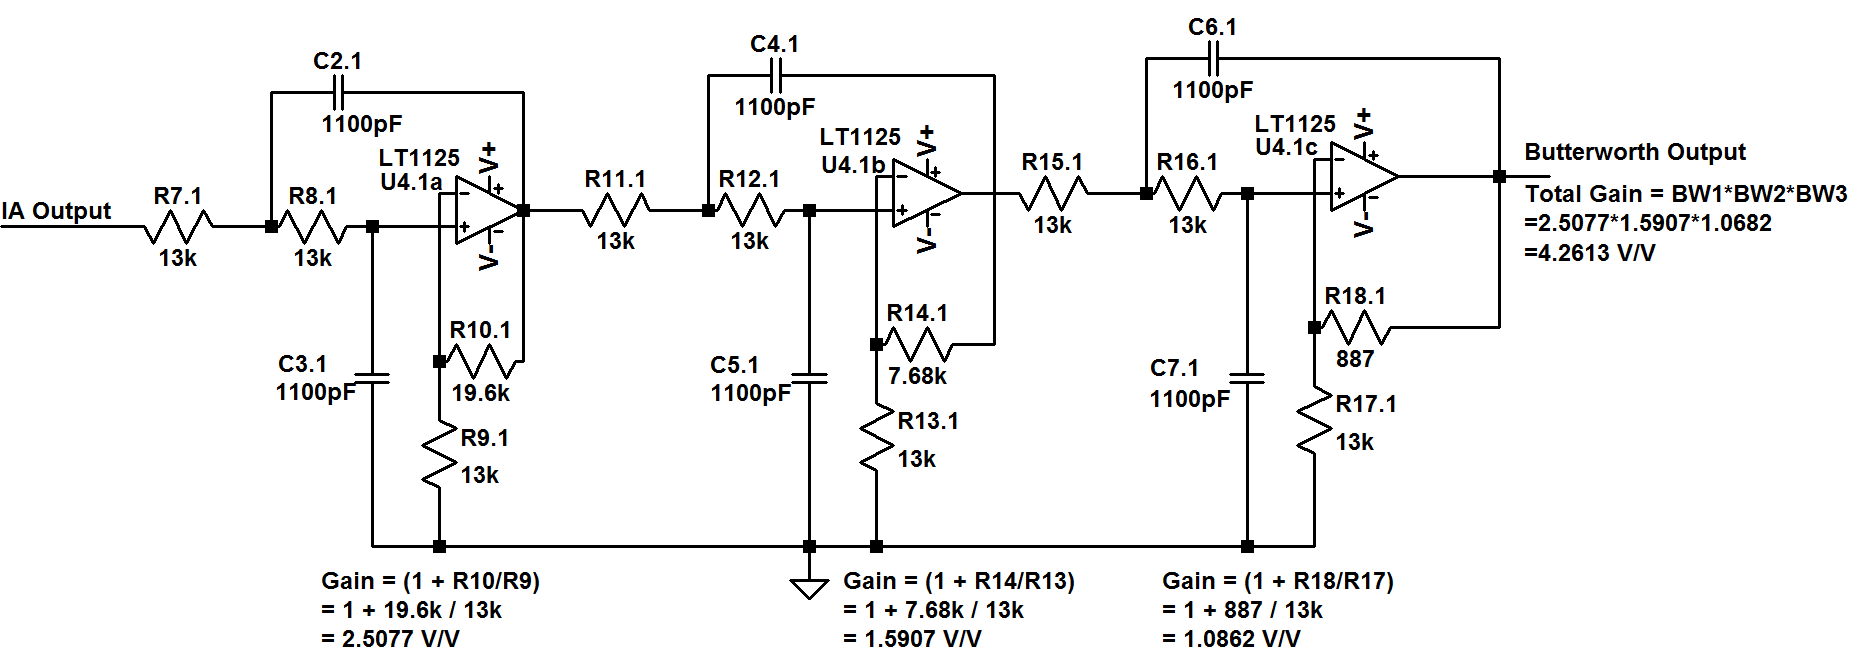 IA Output
R7.1
13k
C2.1
1100pF
R8.1
13k
LT1125
U4.1a
V+
V-
C3.1
1100pF
R10.1
19.6k
R9.1
13k
Gain = (1 + R10/R9)
= 1 + 19.6k / 13k
= 2.5077 V/V
R11.1
13k
C4.1
1100pF
R12.1
13k
LT1125
U4.1b
V+
V-
C5.1
1100pF
R14.1
7.68k
R13.1
13k
Gain = (1 + R14/R13)
= 1 + 7.68k / 13k
= 1.5907 V/V
R15.1
13k
C6.1
1100pF
R16.1
13k
LT1125
U4.1c
V+
V-
C7.1
1100pF
R18.1
887
R17.1
13k
Gain = (1 + R18/R17)
= 1 + 887 / 13k
= 1.0862 V/V
Butterworth Output
Total Gain = BW1*BW2*BW3
=2.5077*1.5907*1.0682
=4.2613 V/V